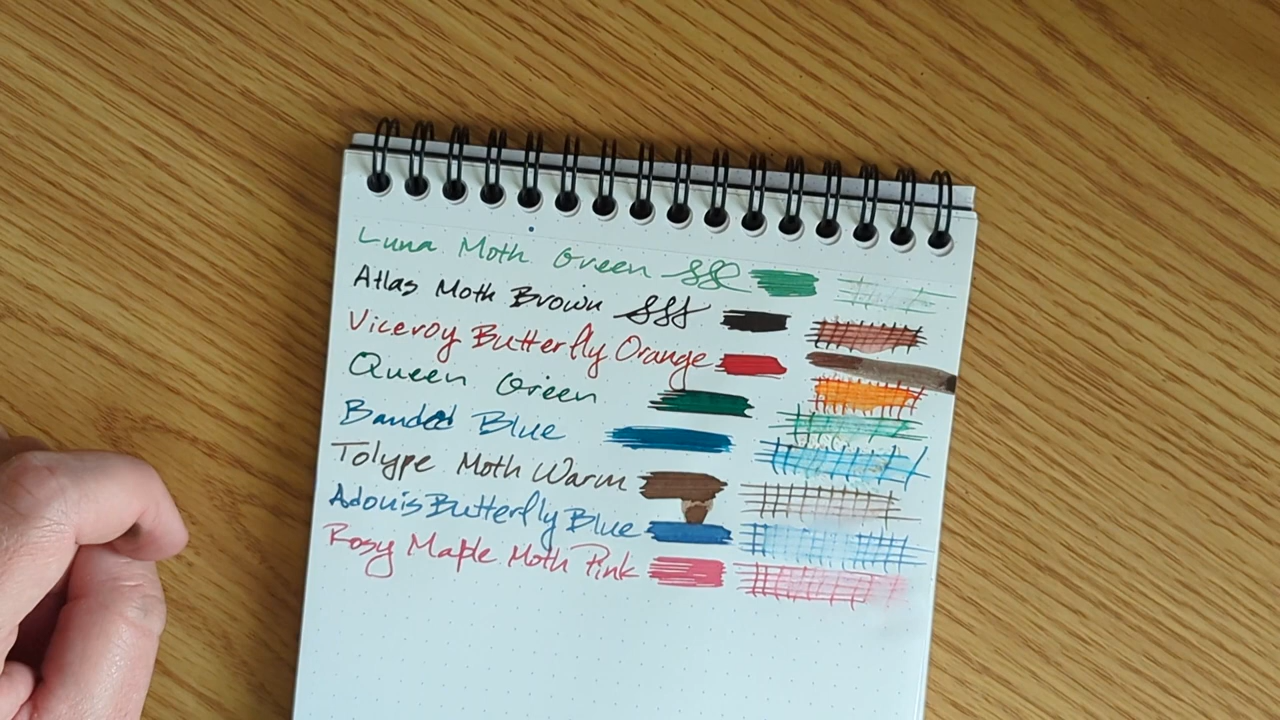 Luna Moth Green
Atlas Moth Brown
Viceroy Butterfly Orange
Queen Green
Banded Blue
Tolype Moth Warm
Adonis Butterfly Blue
Rosy Maple Moth Pink